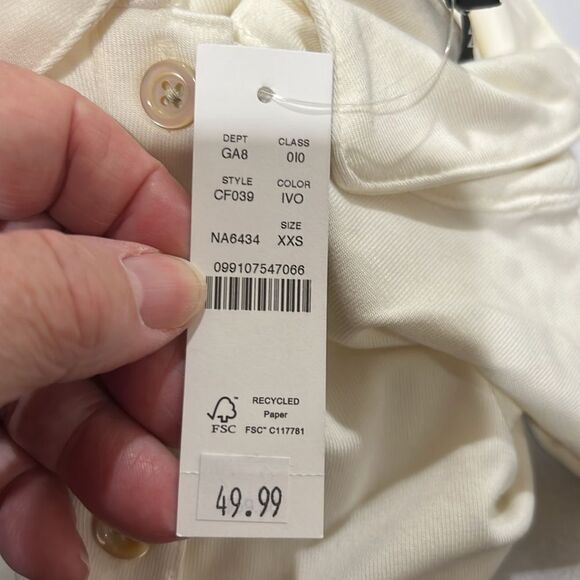 DEPT CLASS
GA8 010
STYLE COLOR
CF039 IVO
SIZE
NA6434 XXS
099107547066
RECYCLED
Paper
FSC FSC® C117781
49.99